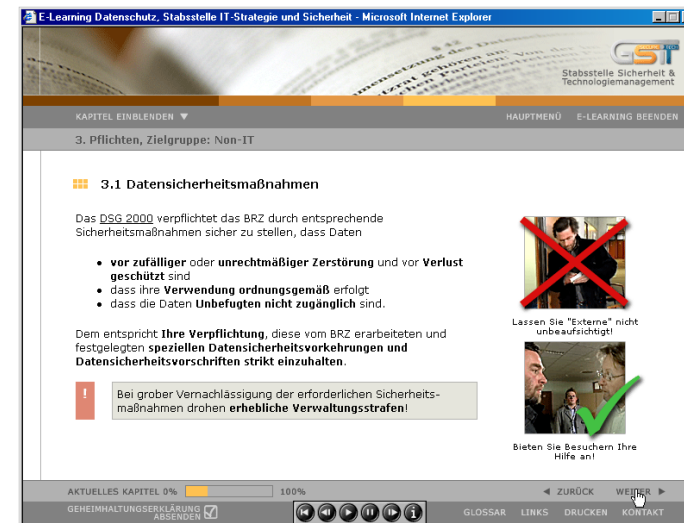 E-Learning Datenschutz, Stabsstelle IT-Strategie und Sicherheit - Microsoft Internet Explorer
GST
Stabsstelle Sicherheit &
Technologiemanagement
KAPITEL EINBLENDEN ▼
HAUPTMENÜ E-LEARNING BEENDEN
3. Pflichten, Zielgruppe: Non-IT
3.1 Datensicherheitsmaßnahmen
Das DSG 2000 verpflichtet das BRZ durch entsprechende
Sicherheitsmaßnahmen sicher zu stellen, dass Daten
• vor zufälliger oder unrechtmäßiger Zerstörung und vor Verlust
geschützt sind
• dass ihre Verwendung ordnungsgemäß erfolgt
• dass die Daten Unbefugten nicht zugänglich sind.
Dem entspricht Ihre Verpflichtung, diese vom BRZ erarbeiteten und
festgelegten speziellen Datensicherheitsvorkehrungen und
Datensicherheitsvorschriften strikt einzuhalten.
! Bei grober Vernachlässigung der erforderlichen Sicherheits-
maßnahmen drohen erhebliche Verwaltungsstrafen!
Lassen Sie "Externe" nicht
unbeaufsichtigt!
Bieten Sie Besuchern Ihre
Hilfe an!
AKTUELLES KAPITEL 0% 100%
◄ ZURÜCK WEITER ►
GEHEIMHALTUNGSERKLÄRUNG
ABSENDEN
GLOSSAR LINKS DRUCKEN KONTAKT